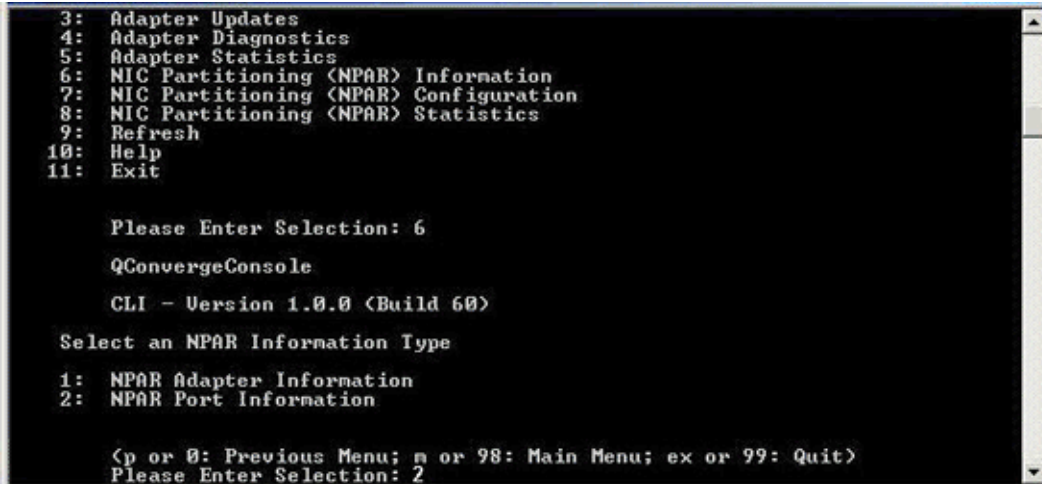 3: Adapter Updates
4: Adapter Diagnostics
5: Adapter Statistics
6: NIC Partitioning (NPAR) Information
7: NIC Partitioning (NPAR) Configuration
8: NIC Partitioning (NPAR) Statistics
9: Refresh
10: Help
11: Exit
Please Enter Selection: 6
QConvergeConsole
CLI - Version 1.0.0 (Build 60)
Select an NPAR Information Type
1: NPAR Adapter Information
2: NPAR Port Information
(p or 0: Previous Menu; m or 98: Main Menu; ex or 99: Quit)
Please Enter Selection: 2